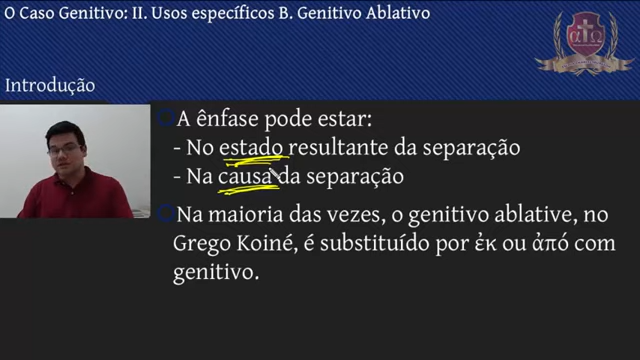 O Caso Genitivo: II. Usos específicos B. Genitivo Ablativo
Introdução
A ênfase pode estar:
- No estado resultante da separação
- Na causa da separação
Na maioria das vezes, o genitivo ablative, no
Grego Koiné, é substituído por ἐκ ou ἀπό com
genitivo.
α Ω